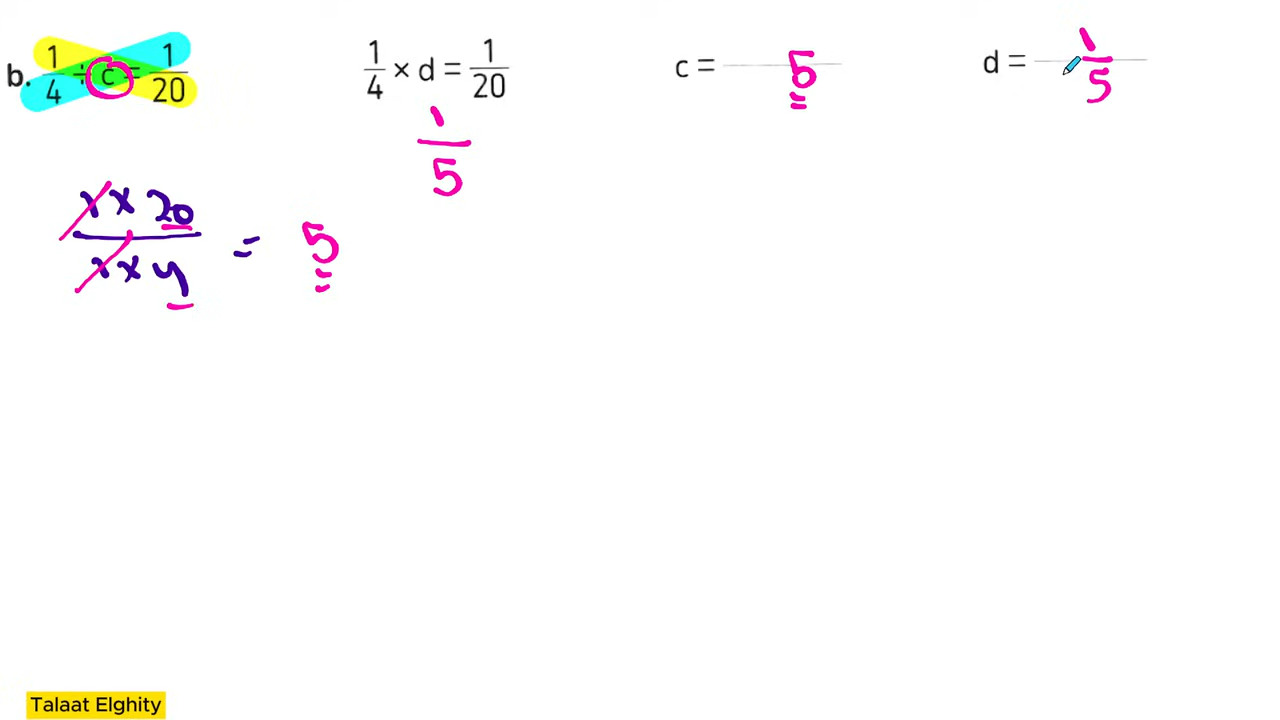 b. 1/4 ÷ c = 1/20
1/4 × d = 1/20
c = 5
d = 1/5
1/5
1 × 20 / 1 × 4 = 5
Talaat Elghity